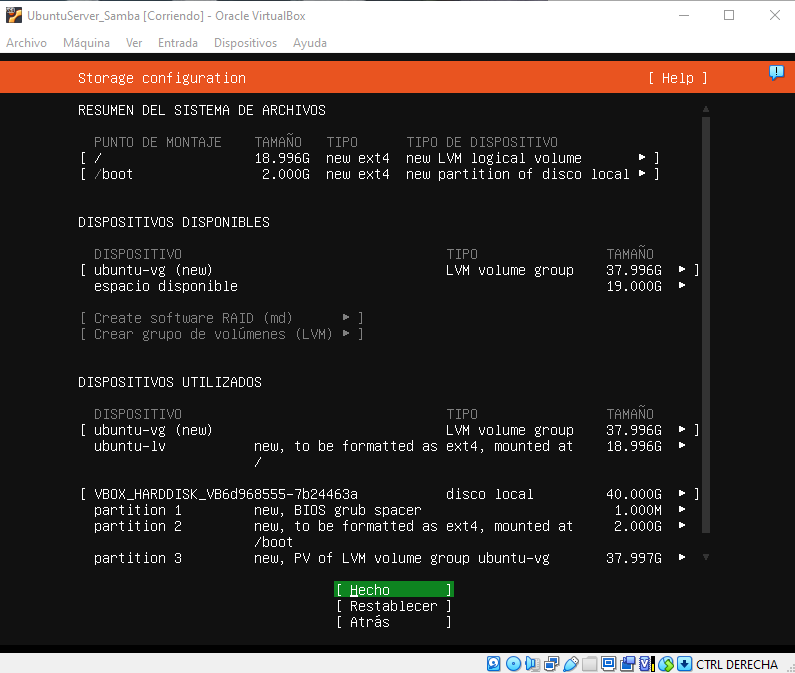 UbuntuServer_Samba [Corriendo] - Oracle VirtualBox
Archivo Máquina Ver Entrada Dispositivos Ayuda
Storage configuration [ Help ]
RESUMEN DEL SISTEMA DE ARCHIVOS
PUNTO DE MONTAJE TAMAÑO TIPO TIPO DE DISPOSITIVO
[ / 18.996G new ext4 new LVM logical volume ▸ ]
[ /boot 2.000G new ext4 new partition of disco local ▸ ]
DISPOSITIVOS DISPONIBLES
DISPOSITIVO TIPO TAMAÑO
[ ubuntu-vg (new) LVM volume group 37.996G ▸ ]
espacio disponible 19.000G ▸
[ Create software RAID (md) ▸ ]
[ Crear grupo de volúmenes (LVM) ▸ ]
DISPOSITIVOS UTILIZADOS
DISPOSITIVO TIPO TAMAÑO
[ ubuntu-vg (new) LVM volume group 37.996G ▸ ]
ubuntu-lv new, to be formatted as ext4, mounted at 18.996G ▸
/
[ VBOX_HARDDISK_VB6d968555-7b24463a disco local 40.000G ▸ ]
partition 1 new, BIOS grub spacer 1.000M ▸
partition 2 new, to be formatted as ext4, mounted at 2.000G ▸
/boot
partition 3 new, PV of LVM volume group ubuntu-vg 37.997G ▸
[ Hecho ]
[ Restablecer ]
[ Atrás ]
CTRL DERECHA